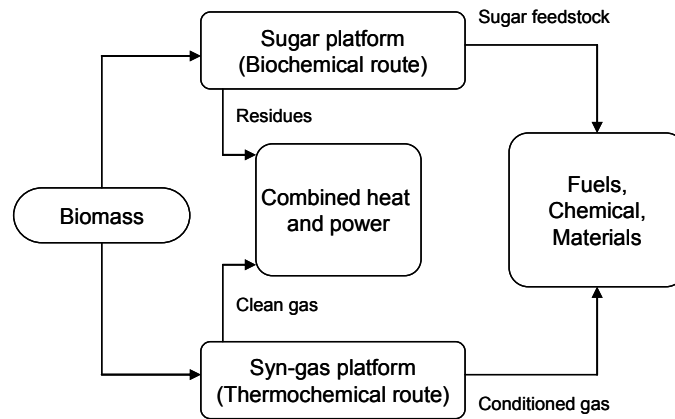 Sugar feedstock
Sugar platform
(Biochemical route)
Residues
Biomass
Combined heat
and power
Fuels,
Chemical,
Materials
Clean gas
Syn-gas platform
(Thermochemical route)
Conditioned gas